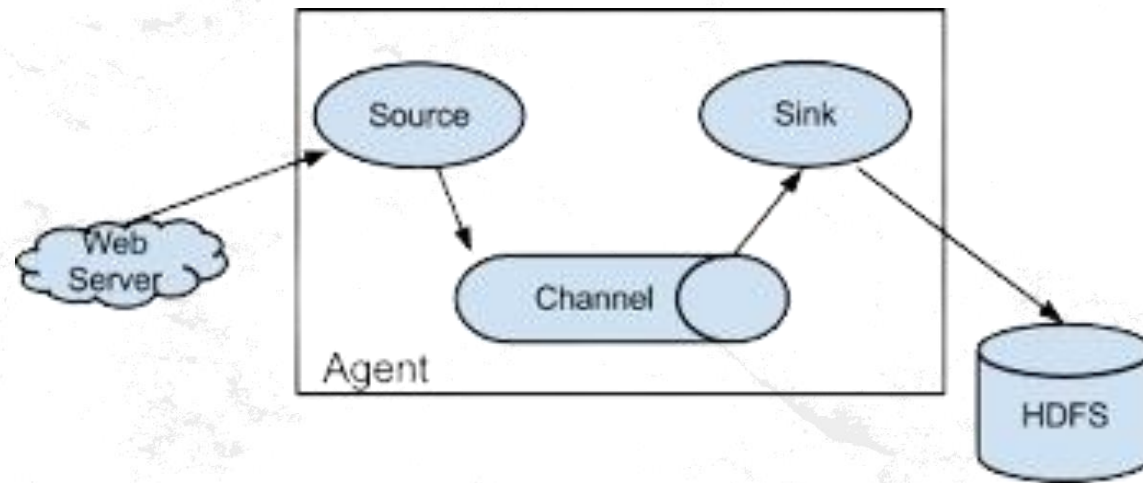 Source
Sink
Web
Server
Channel
Agent
HDFS